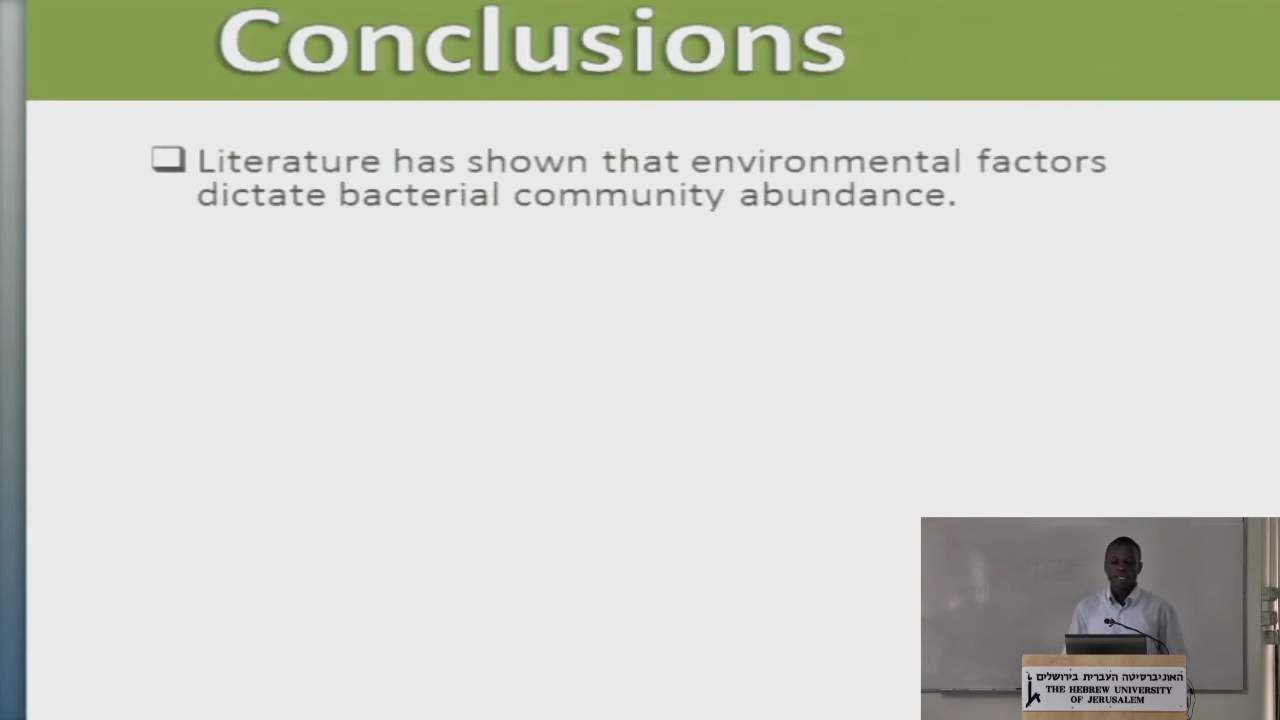 Conclusions
Literature has shown that environmental factors
dictate bacterial community abundance.
האוניברסיטה העברית בירושלים
THE HEBREW UNIVERSITY
OF JERUSALEM